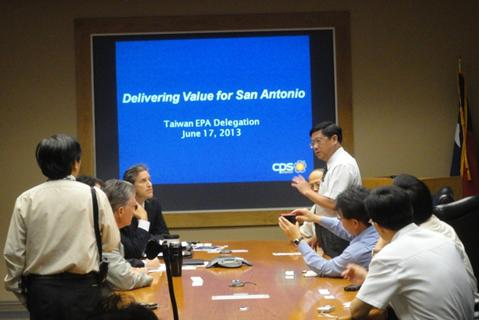 Delivering Value for San Antonio
Taiwan EPA Delegation
June 17, 2013
CPS